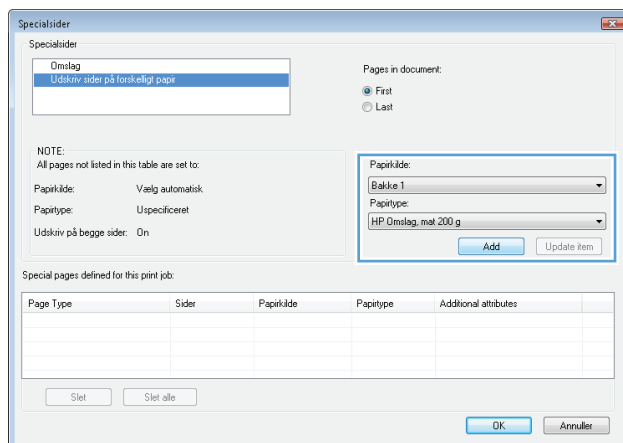 Specialsider
Specialsider
Omslag
Udskriv sider på forskelligt papir
Pages in document:
First
Last
NOTE:
All pages not listed in this table are set to:
Papirkilde: Vælg automatisk
Papirtype: Uspecificeret
Udskriv på begge sider: On
Papirkilde:
Bakke 1
Papirtype:
HP Omslag, mat 200 g
Add Update item
Special pages defined for this print job:
Page Type Sider Papirkilde Papirtype Additional attributes
Slet Slet alle
OK Annuller